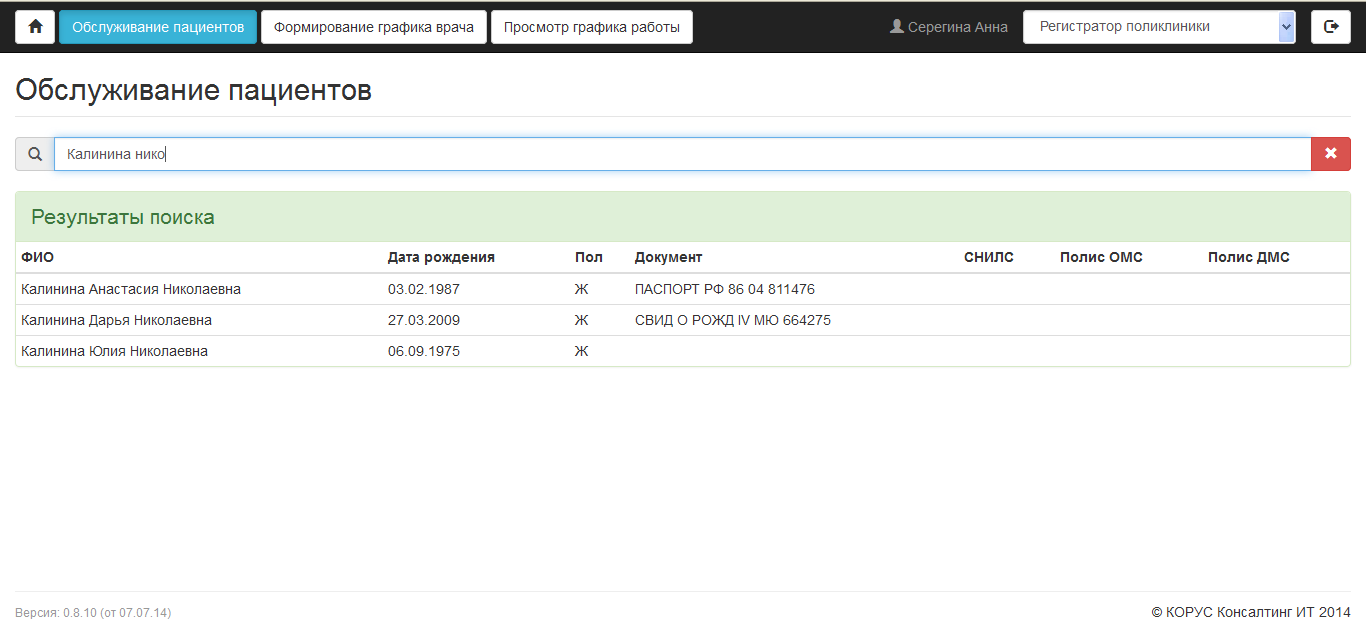 Обслуживание пациентов Формирование графика врача Просмотр графика работы Серегина Анна Регистратор поликлиники
Обслуживание пациентов
Калинина нико
Результаты поиска
ФИО Дата рождения Пол Документ СНИЛС Полис ОМС Полис ДМС
Калинина Анастасия Николаевна 03.02.1987 Ж ПАСПОРТ РФ 86 04 811476
Калинина Дарья Николаевна 27.03.2009 Ж СВИД О РОЖД IV МЮ 664275
Калинина Юлия Николаевна 06.09.1975 Ж
Версия: 0.8.10 (от 07.07.14) © КОРУС Консалтинг ИТ 2014